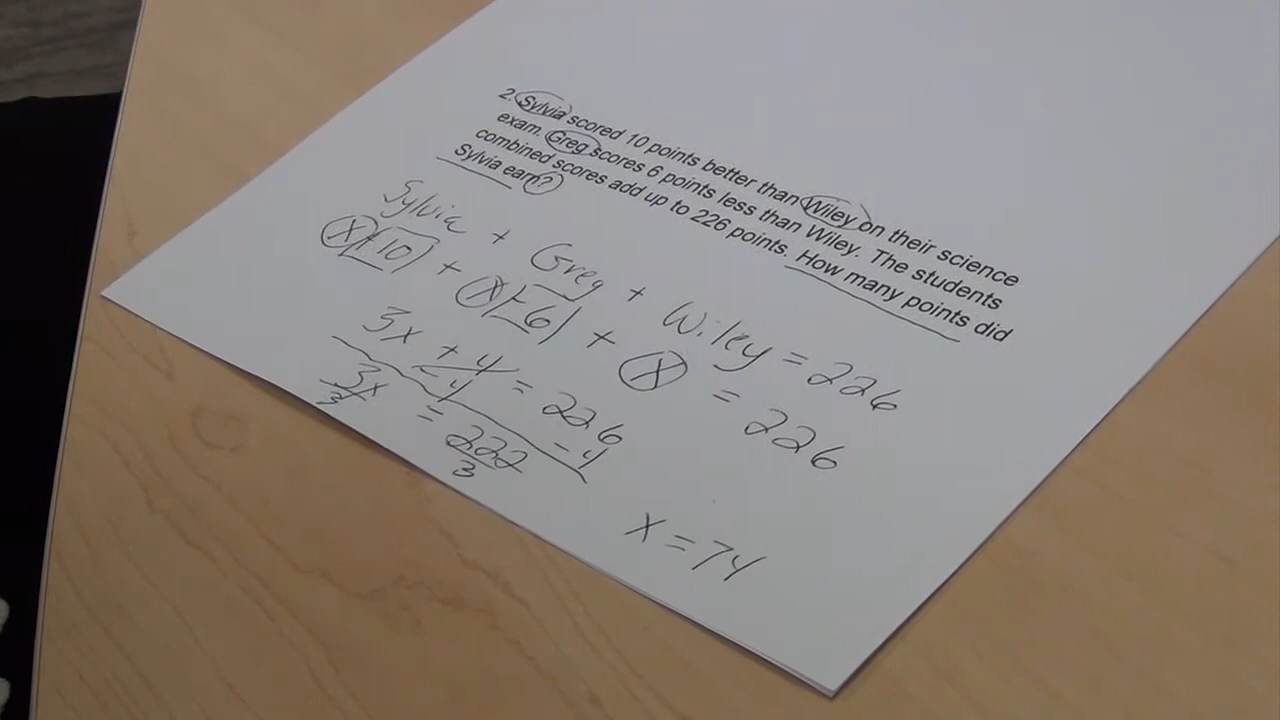 2. Sylvia scored 10 points better than Wiley on their science
exam. Greg scores 6 points less than Wiley. The students
combined scores add up to 226 points. How many points did
Sylvia earn?
Sylvia + Greg + Wiley = 226
X+10 + X-6 + X = 226
3x + 4 = 226
-4 -4
3x = 222
3 3
X = 74